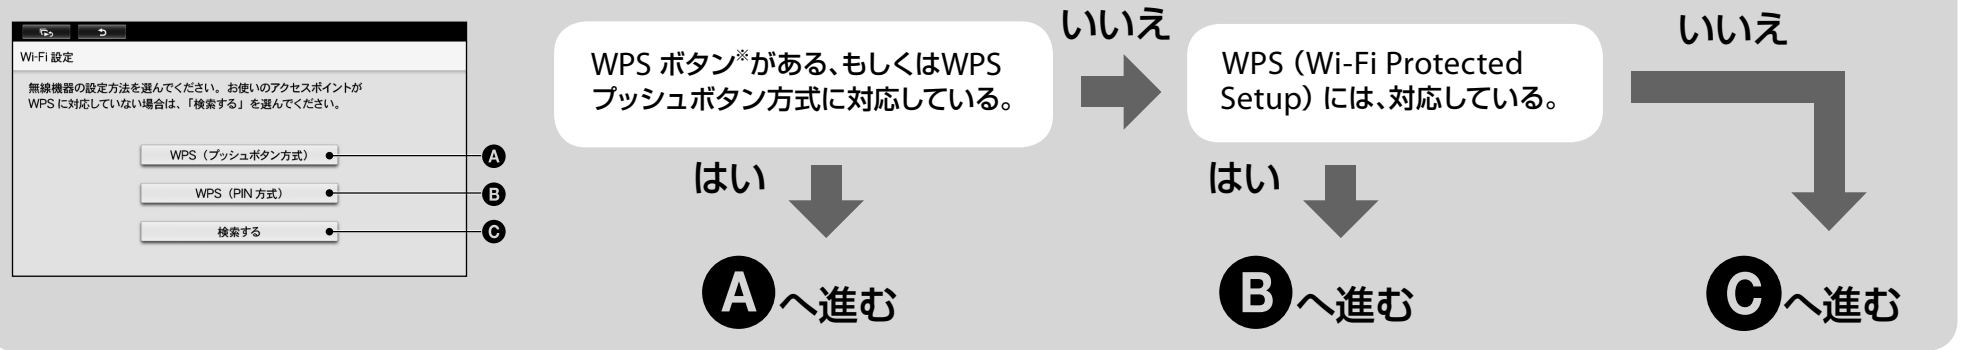 Wi-Fi 設定
無線機器の設定方法を選んでください。お使いのアクセスポイントが
WPS に対応していない場合は、「検索する」を選んでください。
WPS（プッシュボタン方式）
A
WPS（PIN 方式）
B
検索する
C
WPS ボタン※がある、もしくはWPS
プッシュボタン方式に対応している。
いいえ
WPS（Wi-Fi Protected
Setup）には、対応している。
いいえ
はい
はい
Aへ進む
Bへ進む
Cへ進む